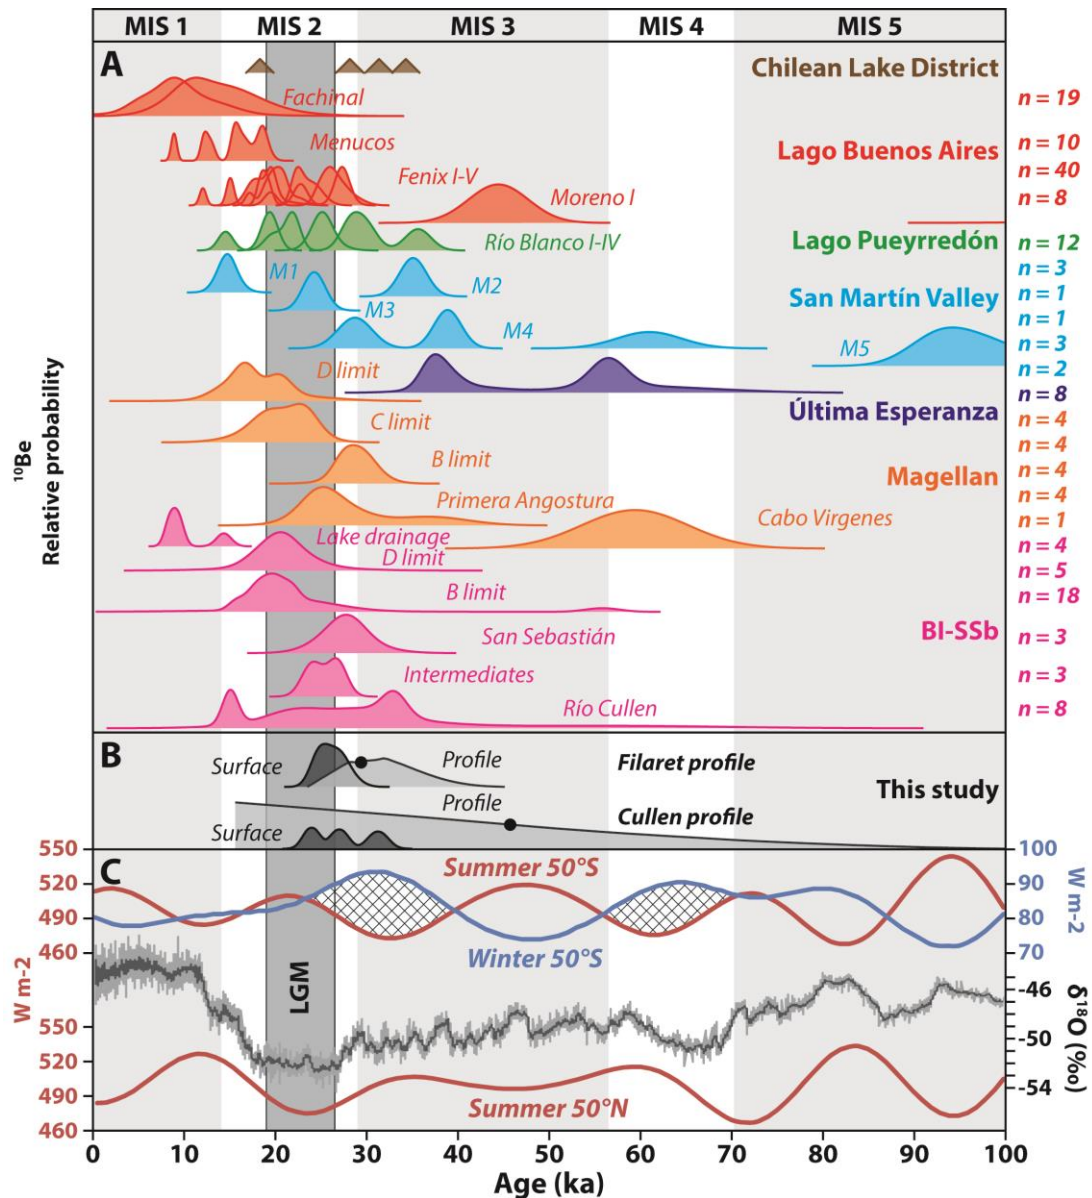 MIS 1 MIS 2 MIS 3 MIS 4 MIS 5
A
Chilean Lake District
Fachinal
n = 19
Menucos
n = 10
Lago Buenos Aires
Fenix I-V
n = 40
Moreno I
n = 8
Río Blanco I-IV
Lago Pueyrredón
n = 12
M1
n = 3
M2
n = 1
San Martín Valley
M3
n = 1
M4
M5
n = 3
D limit
n = 2
n = 8
Última Esperanza
C limit
n = 4
n = 4
B limit
Magellan
n = 4
Primera Angostura
n = 4
Cabo Virgenes
n = 1
Lake drainage
n = 4
D limit
n = 5
B limit
n = 18
San Sebastián
BI-SSb
n = 3
Intermediates
n = 3
Río Cullen
n = 8
¹⁰Be
Relative probability
B
Surface
Profile
Filaret profile
This study
Profile
Cullen profile
Surface
C
550
520
490
460
W m-2
550
520
490
460
Summer 50°S
Winter 50°S
LGM
Summer 50°N
100
90
80
70
W m-2
-46
-50
-54
δ¹⁸O (‰)
0 10 20 30 40 50 60 70 80 90 100
Age (ka)